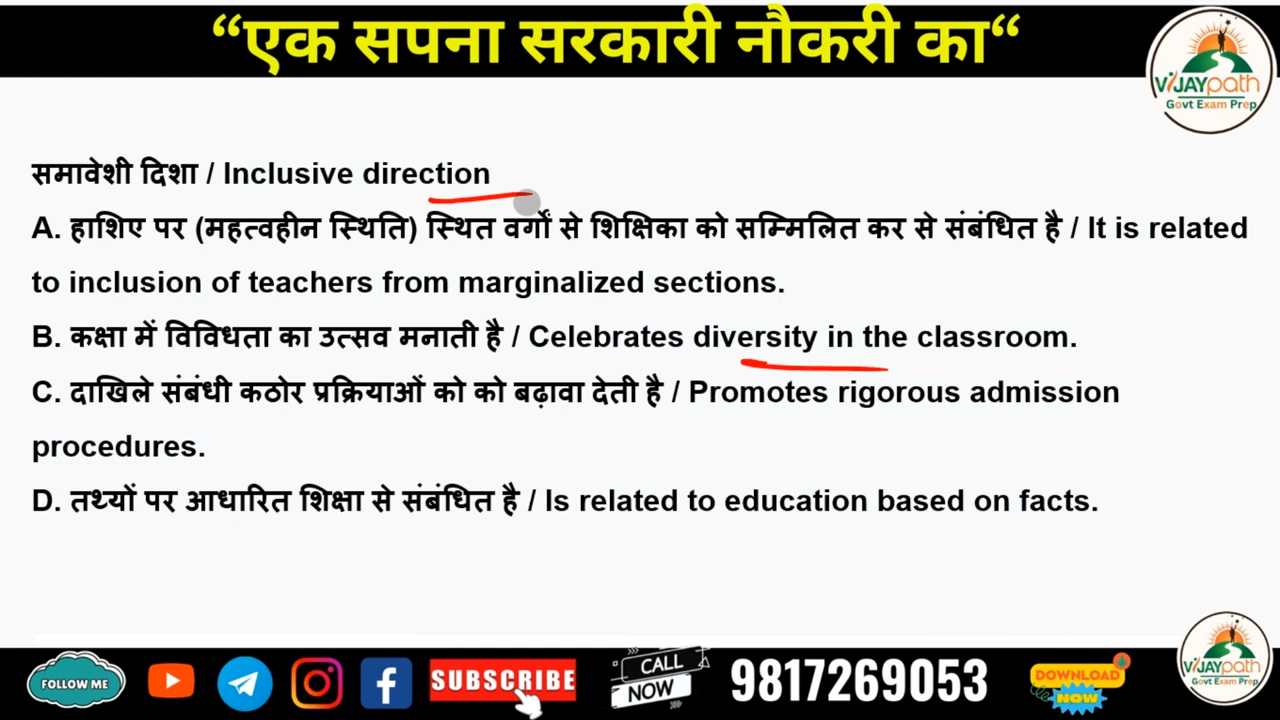 “एक सपना सरकारी नौकरी का“
VIJAYpath
Govt Exam Prep
समावेशी दिशा / Inclusive direction
A. हाशिए पर (महत्वहीन स्थिति) स्थित वर्गों से शिक्षिका को सम्मिलित कर से संबंधित है / It is related
to inclusion of teachers from marginalized sections.
B. कक्षा में विविधता का उत्सव मनाती है / Celebrates diversity in the classroom.
C. दाखिले संबंधी कठोर प्रक्रियाओं को को बढ़ावा देती है / Promotes rigorous admission
procedures.
D. तथ्यों पर आधारित शिक्षा से संबंधित है / Is related to education based on facts.
FOLLOW ME
SUBSCRIBE
CALL
NOW
9817269053
DOWNLOAD
NOW
VIJAYpath
Govt Exam Prep